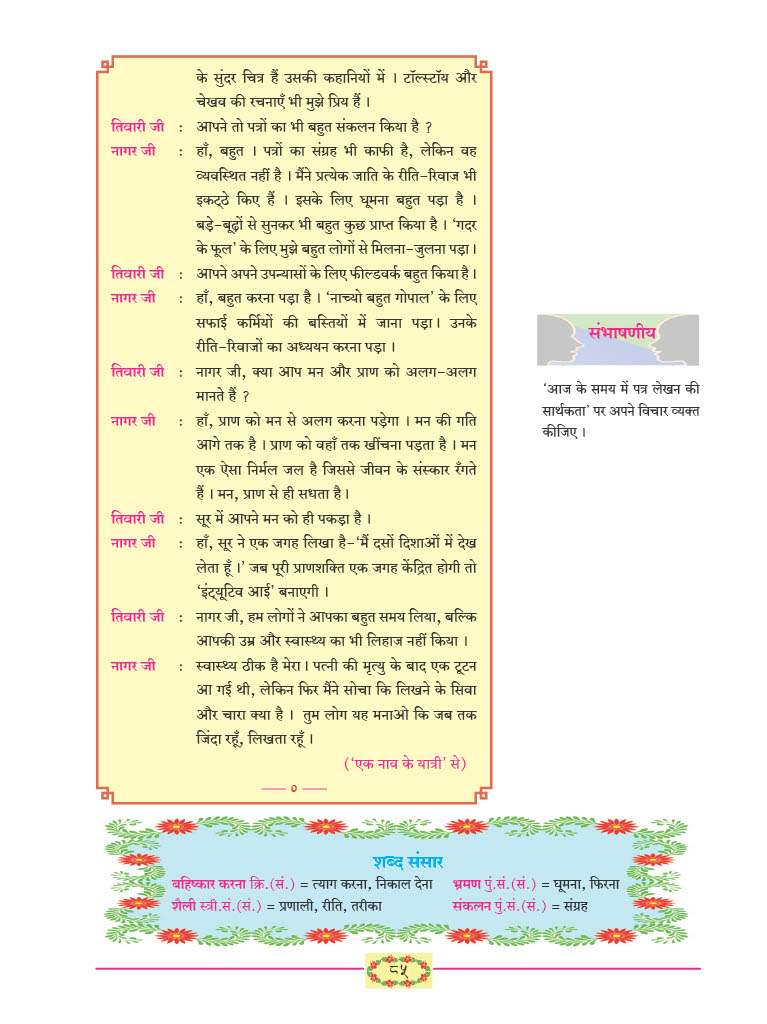 के सुंदर चित्र हैं उसकी कहानियों में । टॉल्स्टॉय और
चेखव की रचनाएँ भी मुझे प्रिय हैं ।
तिवारी जी : आपने तो पत्रों का भी बहुत संकलन किया है ?
नागर जी : हाँ, बहुत । पत्रों का संग्रह भी काफी है, लेकिन वह
व्यवस्थित नहीं है । मैंने प्रत्येक जाति के रीति-रिवाज भी
इकट्ठे किए हैं । इसके लिए घूमना बहुत पड़ा है ।
बड़े-बूढ़ों से सुनकर भी बहुत कुछ प्राप्त किया है । ‘गदर
के फूल’ के लिए मुझे बहुत लोगों से मिलना-जुलना पड़ा ।
तिवारी जी : आपने अपने उपन्यासों के लिए फील्डवर्क बहुत किया है ।
नागर जी : हाँ, बहुत करना पड़ा है । ‘नाच्यो बहुत गोपाल’ के लिए
सफाई कर्मियों की बस्तियों में जाना पड़ा । उनके
रीति-रिवाजों का अध्ययन करना पड़ा ।
तिवारी जी : नागर जी, क्या आप मन और प्राण को अलग-अलग
मानते हैं ?
नागर जी : हाँ, प्राण को मन से अलग करना पड़ेगा । मन की गति
आगे तक है । प्राण को वहाँ तक खींचना पड़ता है । मन
एक ऐसा निर्मल जल है जिससे जीवन के संस्कार रँगते
हैं । मन, प्राण से ही सधता है ।
तिवारी जी : सूर में आपने मन को ही पकड़ा है ।
नागर जी : हाँ, सूर ने एक जगह लिखा है-‘मैं दसों दिशाओं में देख
लेता हूँ ।’ जब पूरी प्राणशक्ति एक जगह केंद्रित होगी तो
‘इंट्यूटिव आई’ बनाएगी ।
तिवारी जी : नागर जी, हम लोगों ने आपका बहुत समय लिया, बल्कि
आपकी उम्र और स्वास्थ्य का भी लिहाज नहीं किया ।
नागर जी : स्वास्थ्य ठीक है मेरा । पत्नी की मृत्यु के बाद एक टूटन
आ गई थी, लेकिन फिर मैंने सोचा कि लिखने के सिवा
और चारा क्या है । तुम लोग यह मनाओ कि जब तक
जिंदा रहूँ, लिखता रहूँ ।
(‘एक नाव के यात्री’ से)
—— ० ——
संभाषणीय
‘आज के समय में पत्र लेखन की
सार्थकता’ पर अपने विचार व्यक्त
कीजिए ।
शब्द संसार
बहिष्कार करना क्रि.(सं.) = त्याग करना, निकाल देना भ्रमण पुं.सं.(सं.) = घूमना, फिरना
शैली स्त्री.सं.(सं.) = प्रणाली, रीति, तरीका संकलन पुं.सं.(सं.) = संग्रह
८५